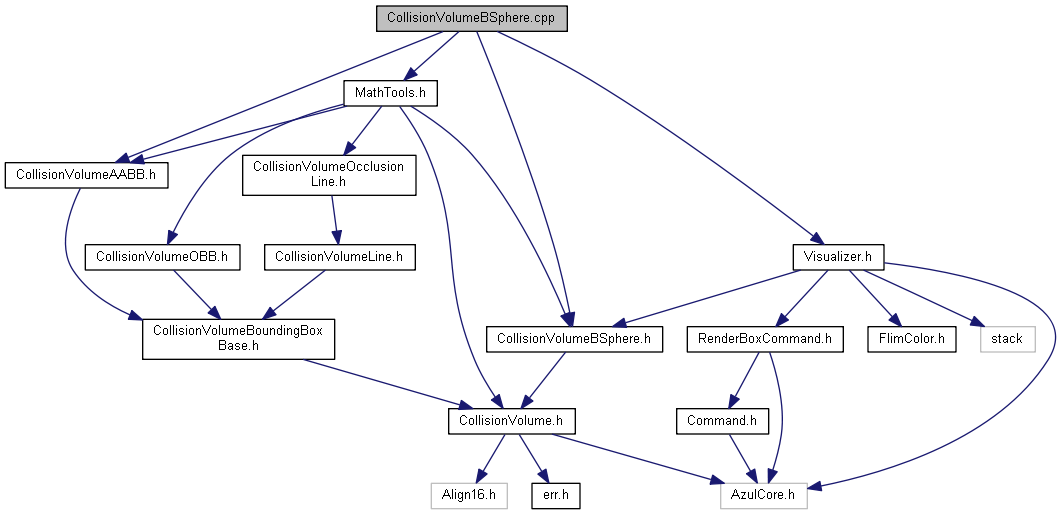 CollisionVolumeBSphere.cpp
MathTools.h
CollisionVolumeAABB.h
CollisionVolumeOcclusion
Line.h
CollisionVolumeOBB.h
CollisionVolumeLine.h
Visualizer.h
CollisionVolumeBoundingBox
Base.h
CollisionVolumeBSphere.h
RenderBoxCommand.h
FlimColor.h
stack
CollisionVolume.h
Command.h
Align16.h
err.h
AzulCore.h